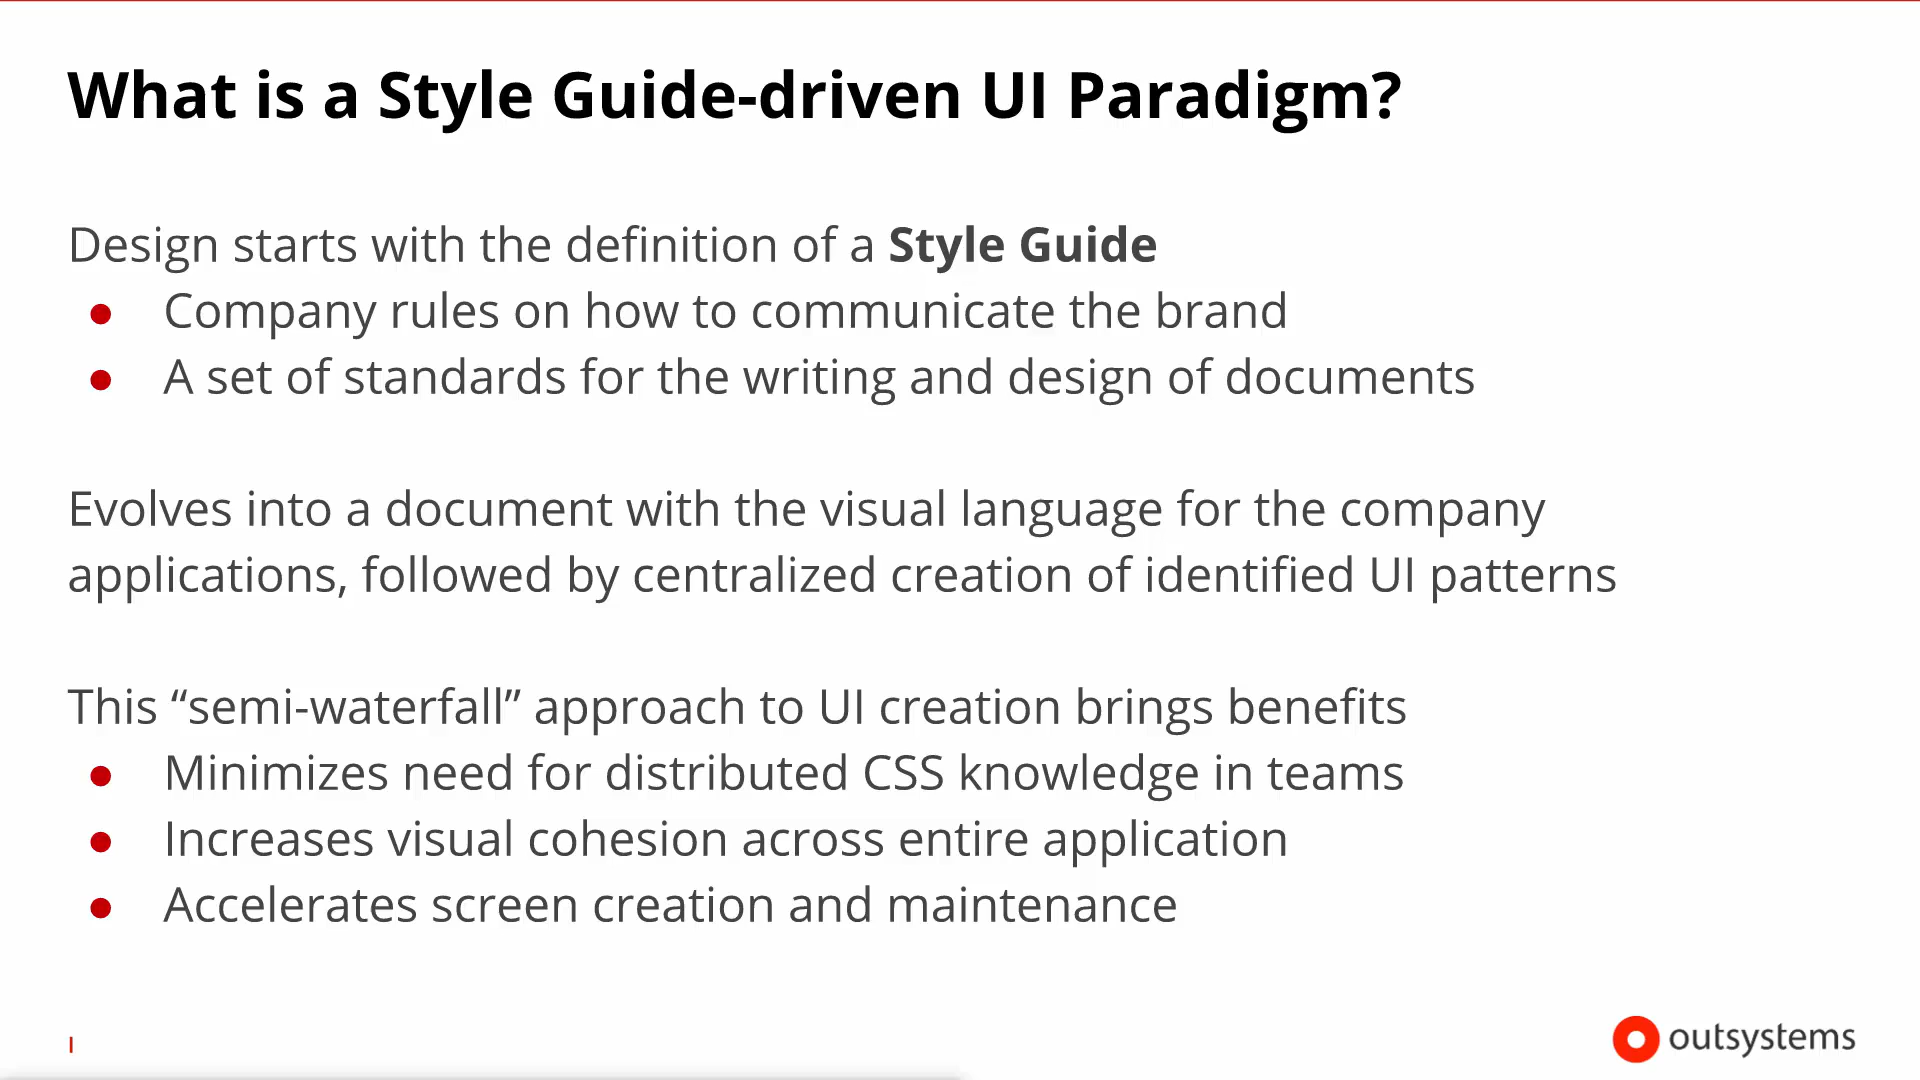 What is a Style Guide-driven UI Paradigm?
Design starts with the definition of a Style Guide
● Company rules on how to communicate the brand
● A set of standards for the writing and design of documents
Evolves into a document with the visual language for the company
applications, followed by centralized creation of identified UI patterns
This “semi-waterfall” approach to UI creation brings benefits
● Minimizes need for distributed CSS knowledge in teams
● Increases visual cohesion across entire application
● Accelerates screen creation and maintenance
I
outsystems